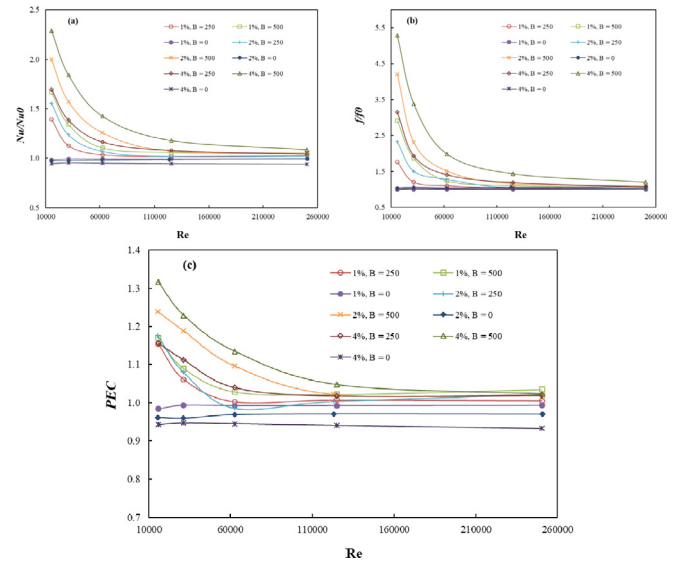 (a)
1%, B = 250
1%, B = 500
1%, B = 0
2%, B = 250
2%, B = 500
2%, B = 0
4%, B = 250
4%, B = 500
4%, B = 0
2.5
2.0
1.5
1.0
0.5
Nu/Nu0
10000
60000
110000
160000
210000
260000
Re
(b)
1%, B = 250
1%, B = 500
1%, B = 0
2%, B = 250
2%, B = 500
2%, B = 0
4%, B = 250
4%, B = 500
4%, B = 0
5.5
4.5
3.5
2.5
1.5
0.5
f/f0
10000
60000
110000
160000
210000
260000
Re
(c)
1%, B = 250
1%, B = 500
1%, B = 0
2%, B = 250
2%, B = 500
2%, B = 0
4%, B = 250
4%, B = 500
4%, B = 0
1.4
1.3
1.2
1.1
1.0
0.9
0.8
0.7
PEC
10000
60000
110000
160000
210000
260000
Re